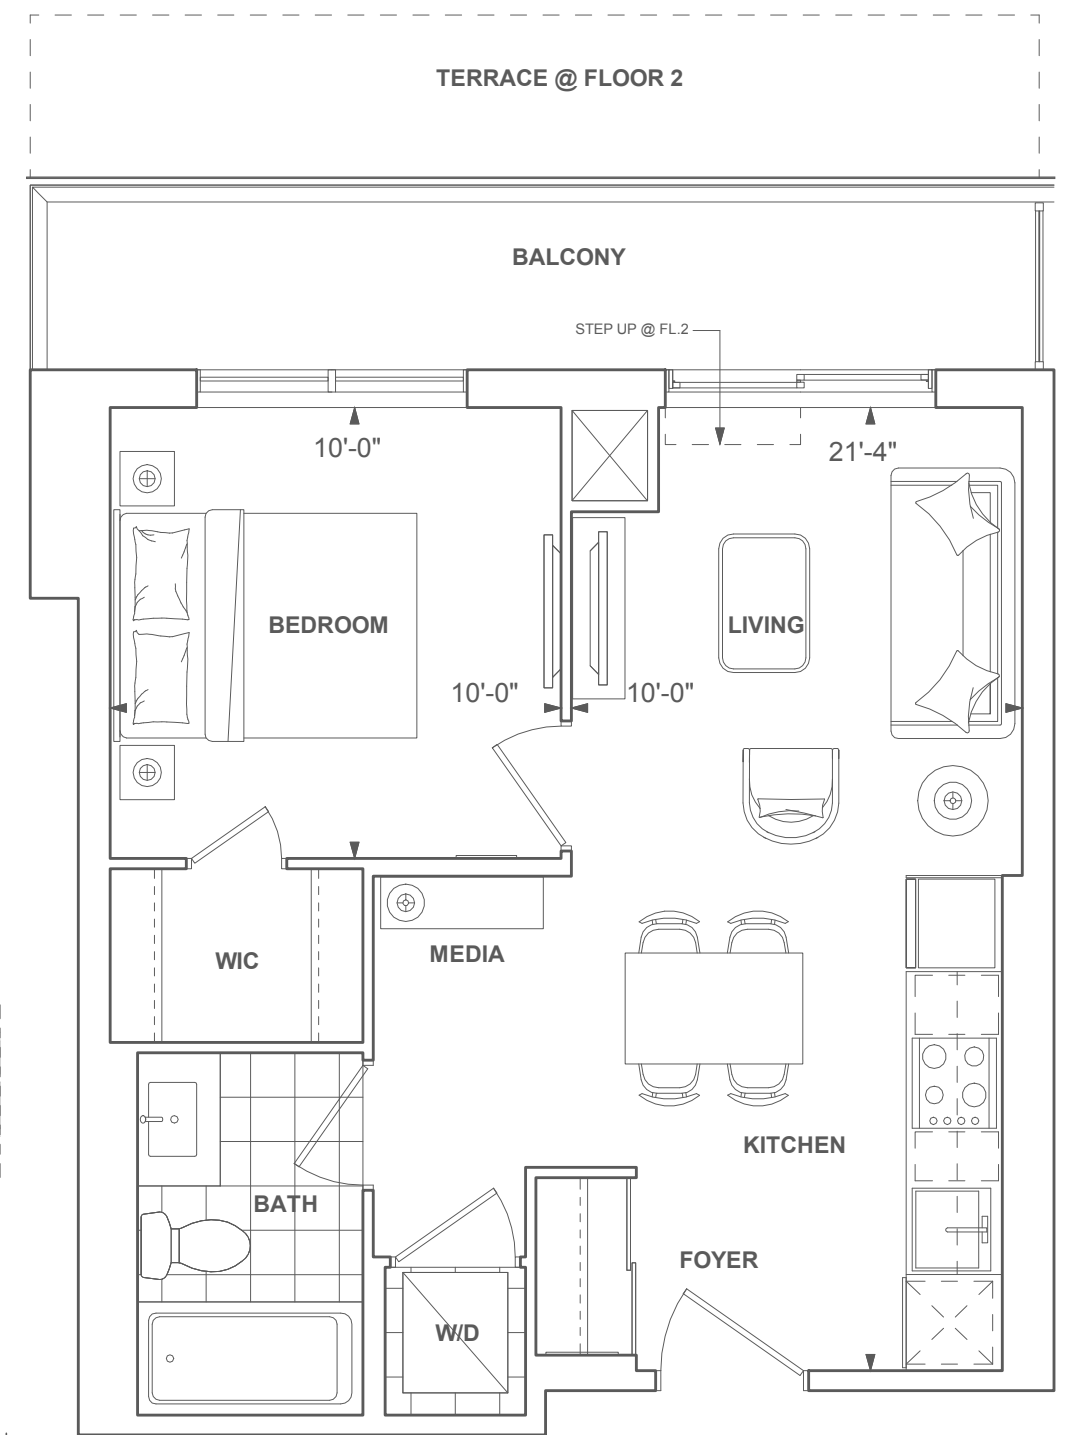 TERRACE @ FLOOR 2
BALCONY
STEP UP @ FL.2
10'-0"
21'-4"
BEDROOM
LIVING
10'-0"
10'-0"
WIC
MEDIA
KITCHEN
BATH
FOYER
W/D